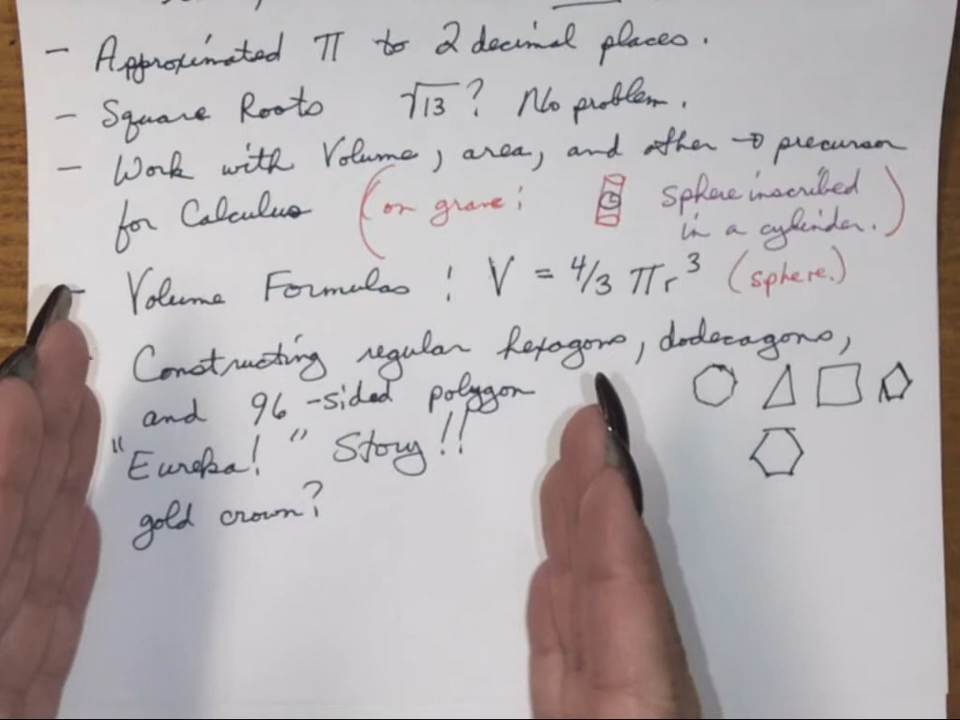 - Approximated π to 2 decimal places.
- Square Roots √13? No problem.
- Work with Volume, area, and other → precursor
for Calculus (on grave: sphere inscribed
in a cylinder.)
- Volume Formulas: V = 4/3 πr³ (sphere.)
Constructing regular hexagons, dodecagons,
and 96-sided polygon
"Eureka!" Story!!
gold crown?